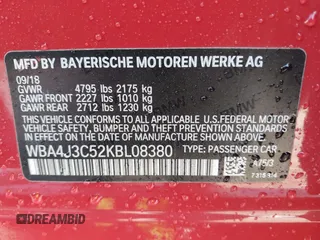 MFD BY BAYERISCHE MOTOREN WERKE AG
09/18
GVWR 4795 lbs 2175 kg
GAWR FRONT 2227 lbs 1010 kg
GAWR REAR 2712 lbs 1230 kg
THIS VEHICLE CONFORMS TO ALL APPLICABLE U.S. FEDERAL MOTOR
VEHICLE SAFETY, BUMPER, AND THEFT PREVENTION STANDARDS
IN EFFECT ON THE DATE OF MANUFACTURE SHOWN ABOVE.
WBA4J3C52KBL08380 TYPE: PASSENGER CAR
A75/3
DREAMBID